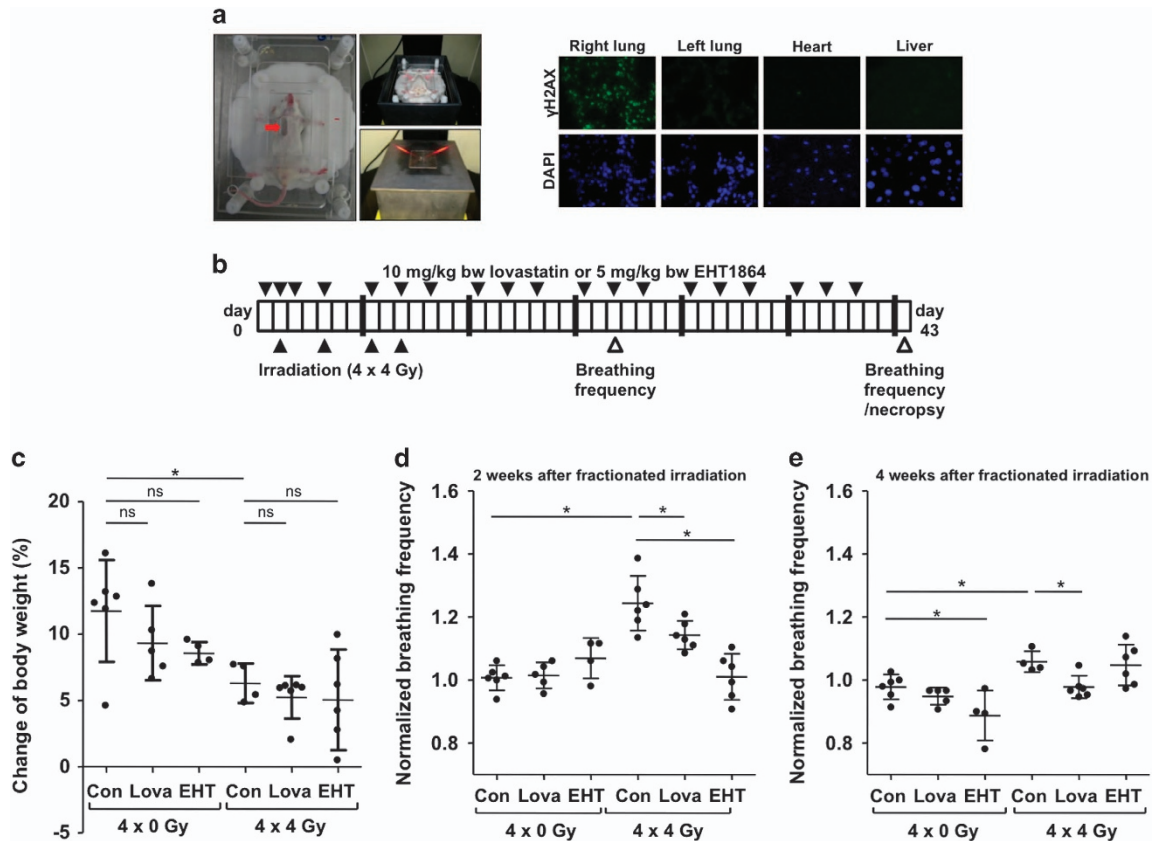 a
Right lung Left lung Heart Liver
γH2AX
DAPI
b
10 mg/kg bw lovastatin or 5 mg/kg bw EHT1864
day
0
day
43
Irradiation (4 x 4 Gy)
Breathing
frequency
Breathing
frequency
/necropsy
c
Change of body weight (%)
20
15
10
5
0
-5
*
ns
ns
ns
ns
Con Lova EHT Con Lova EHT
4 x 0 Gy 4 x 4 Gy
d
2 weeks after fractionated irradiation
Normalized breathing frequency
1.6
1.4
1.2
1.0
0.8
*
*
*
Con Lova EHT Con Lova EHT
4 x 0 Gy 4 x 4 Gy
e
4 weeks after fractionated irradiation
Normalized breathing frequency
1.6
1.4
1.2
1.0
0.8
*
*
*
Con Lova EHT Con Lova EHT
4 x 0 Gy 4 x 4 Gy